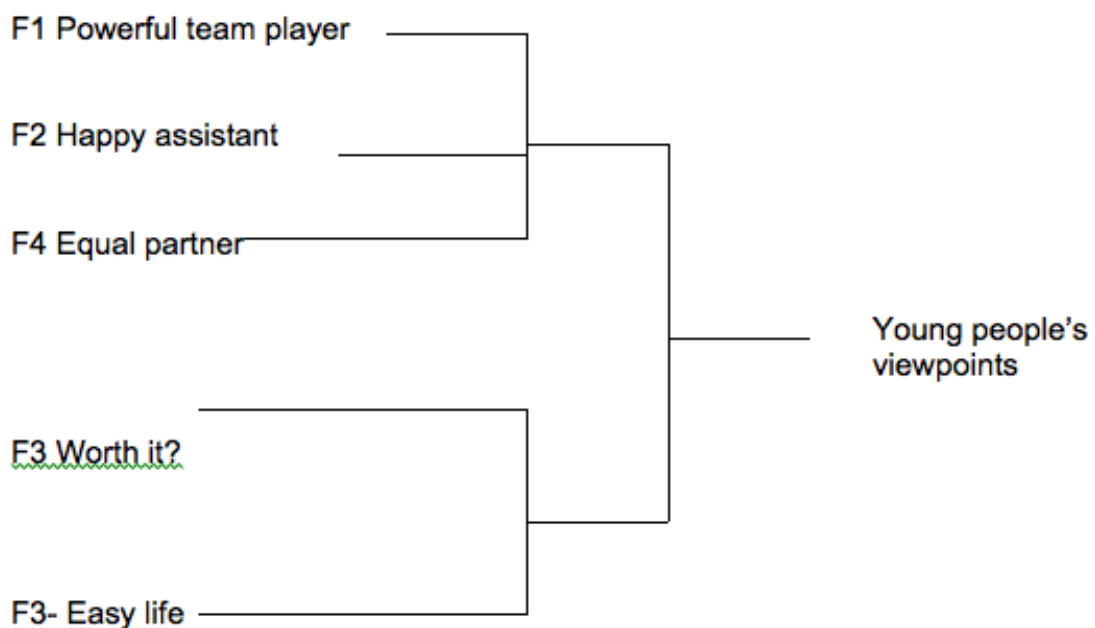 F1 Powerful team player
F2 Happy assistant
F4 Equal partner
Young people’s
viewpoints
F3 Worth it?
F3- Easy life